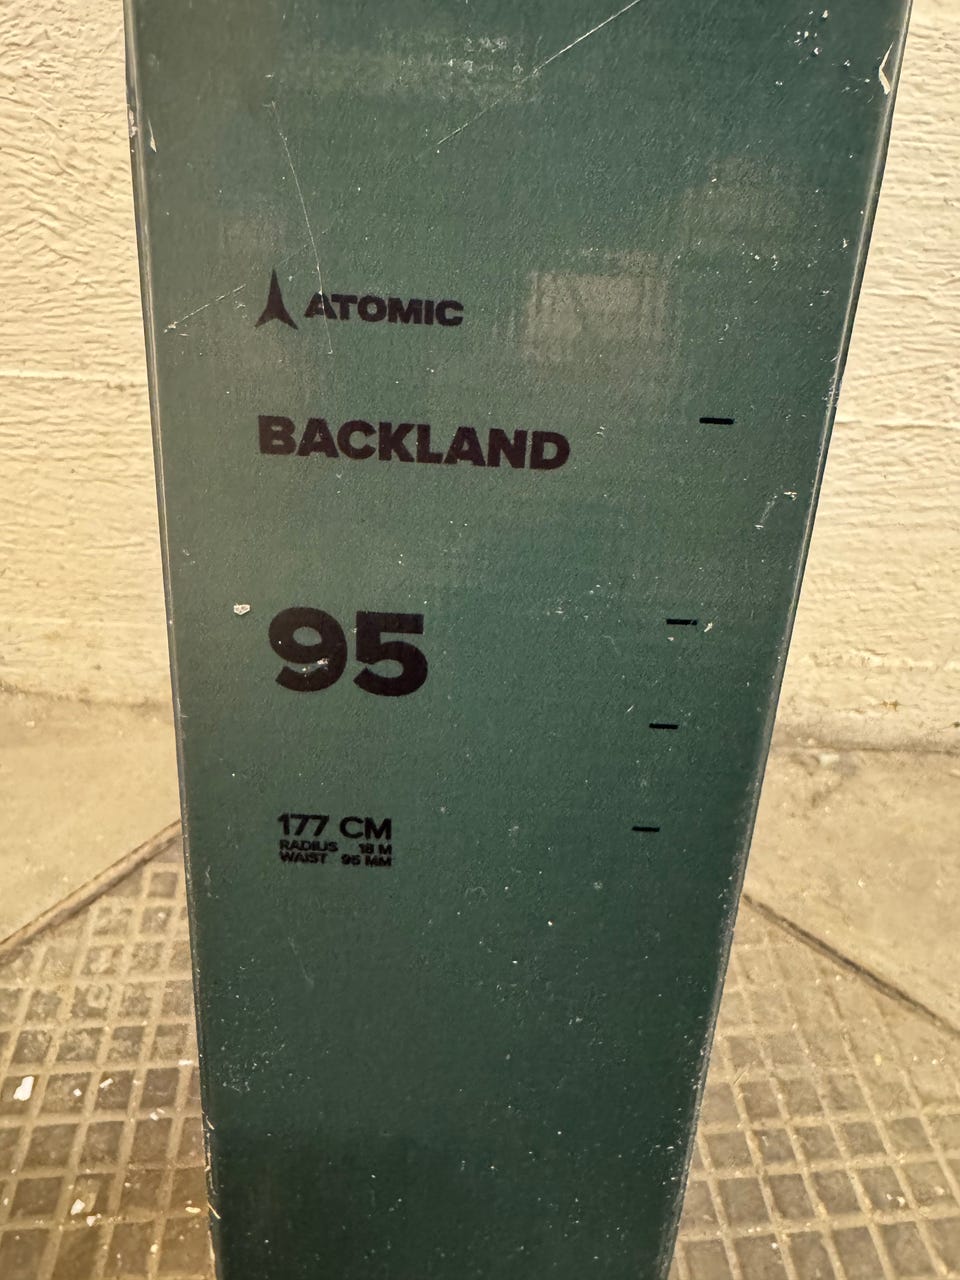 ATOMIC
BACKLAND
95
177 CM
RADIUS 18 M
WAIST 95 MM